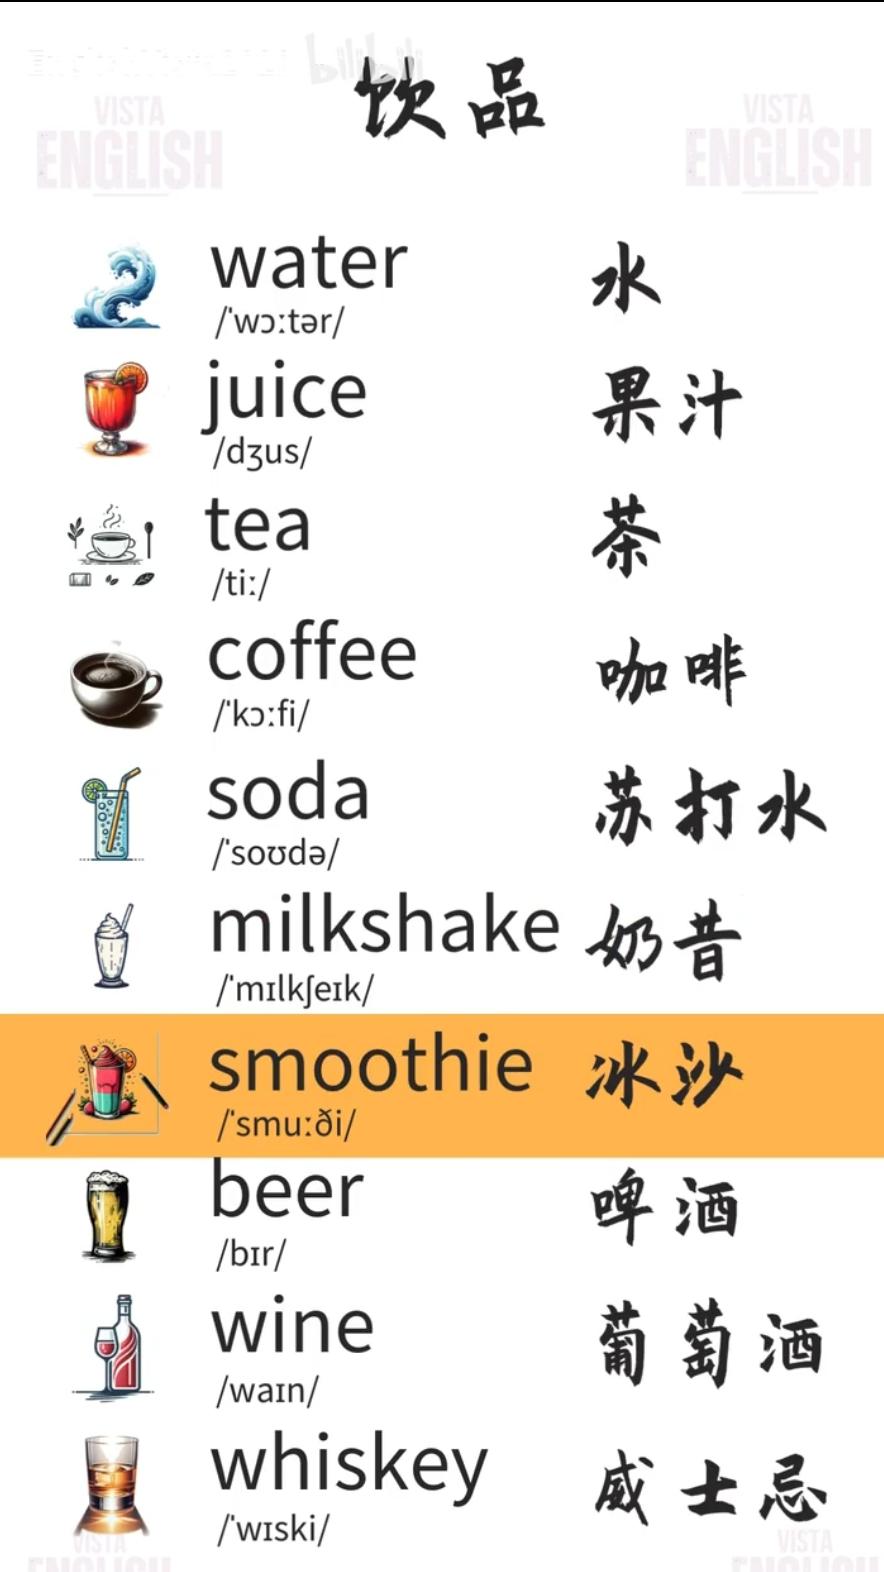 bilibili
饮品
VISTA
ENGLISH
VISTA
ENGLISH
water 水
/ˈwɔːtər/
juice 果汁
/dʒus/
tea 茶
/tiː/
coffee 咖啡
/ˈkɔːfi/
soda 苏打水
/ˈsoʊdə/
milkshake 奶昔
/ˈmɪlkʃeɪk/
smoothie 冰沙
/ˈsmuːði/
beer 啤酒
/bɪr/
wine 葡萄酒
/waɪn/
whiskey 威士忌
/ˈwɪski/
VISTA
ENGLISH
VISTA
ENGLISH